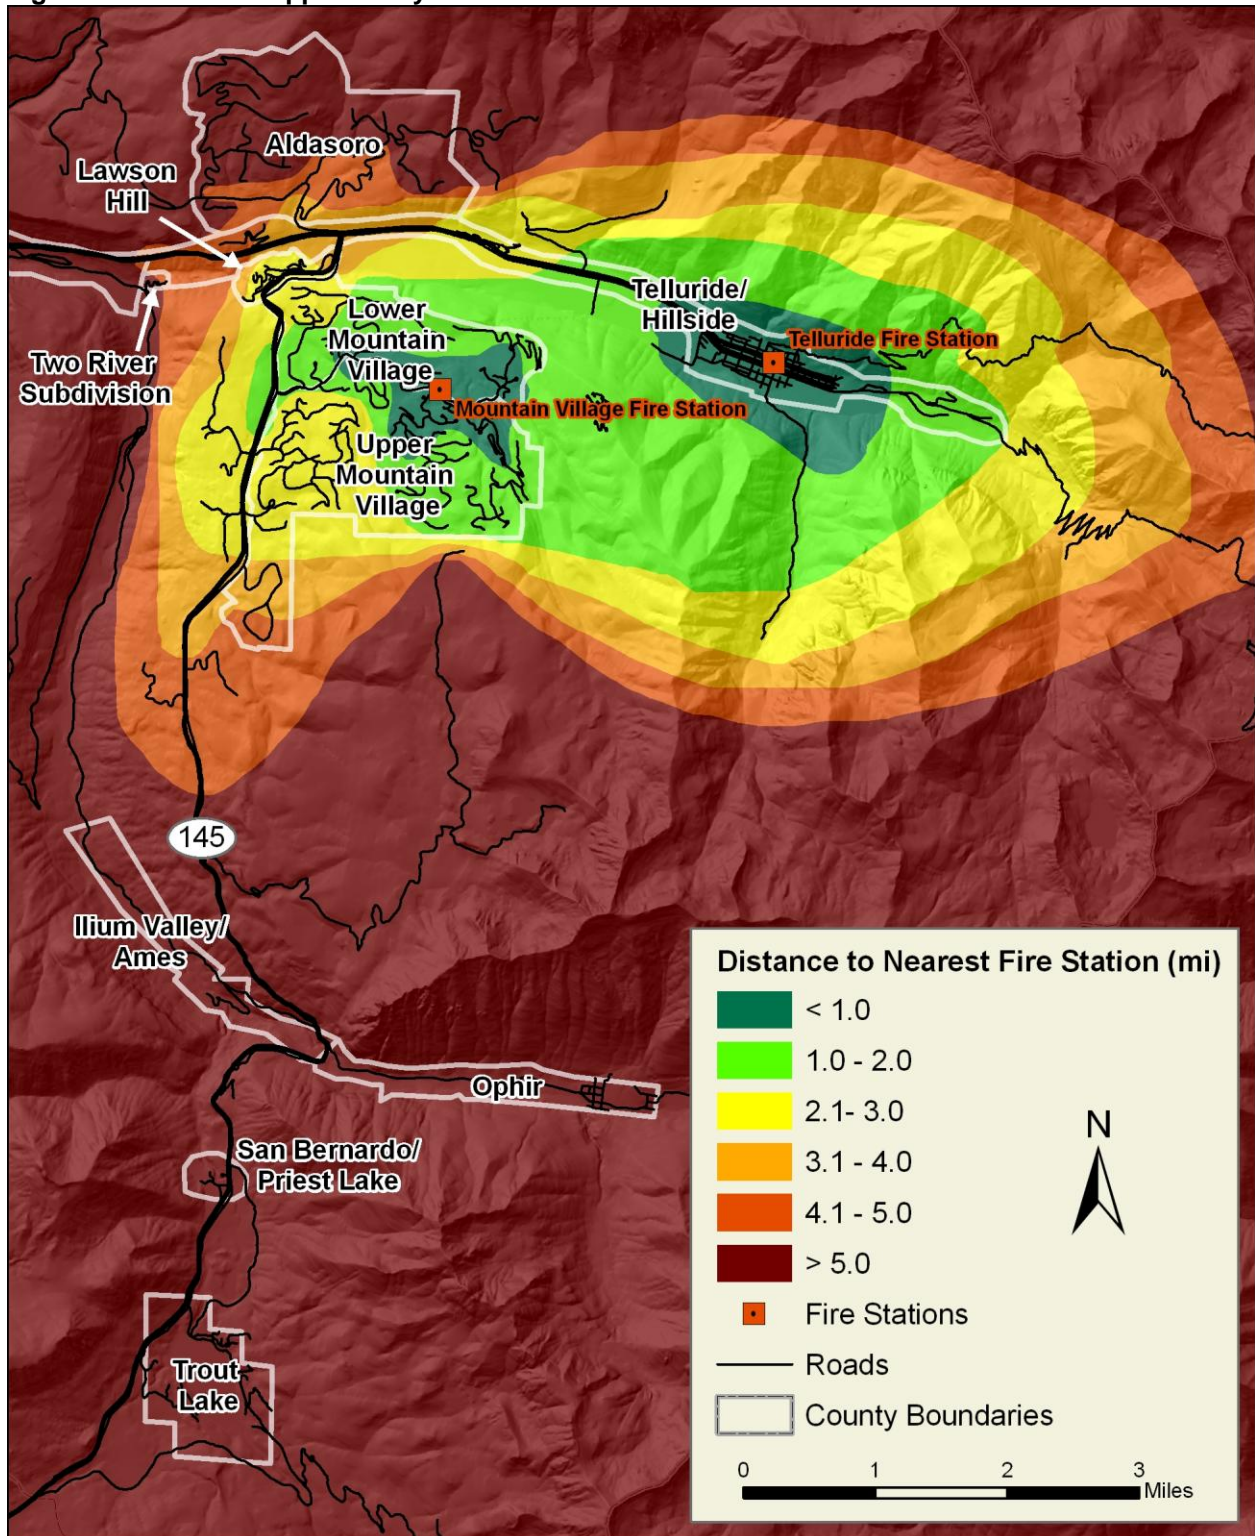 Aldasoro
Lawson
Hill
Telluride/
Hillside
Lower
Mountain
Village
Telluride Fire Station
Two River
Subdivision
Mountain Village Fire Station
Upper
Mountain
Village
145
Ilium Valley/
Ames
Ophir
San Bernardo/
Priest Lake
Trout
Lake
Distance to Nearest Fire Station (mi)
< 1.0
1.0 - 2.0
2.1- 3.0
3.1 - 4.0
4.1 - 5.0
> 5.0
Fire Stations
Roads
County Boundaries
N
0 1 2 3
Miles